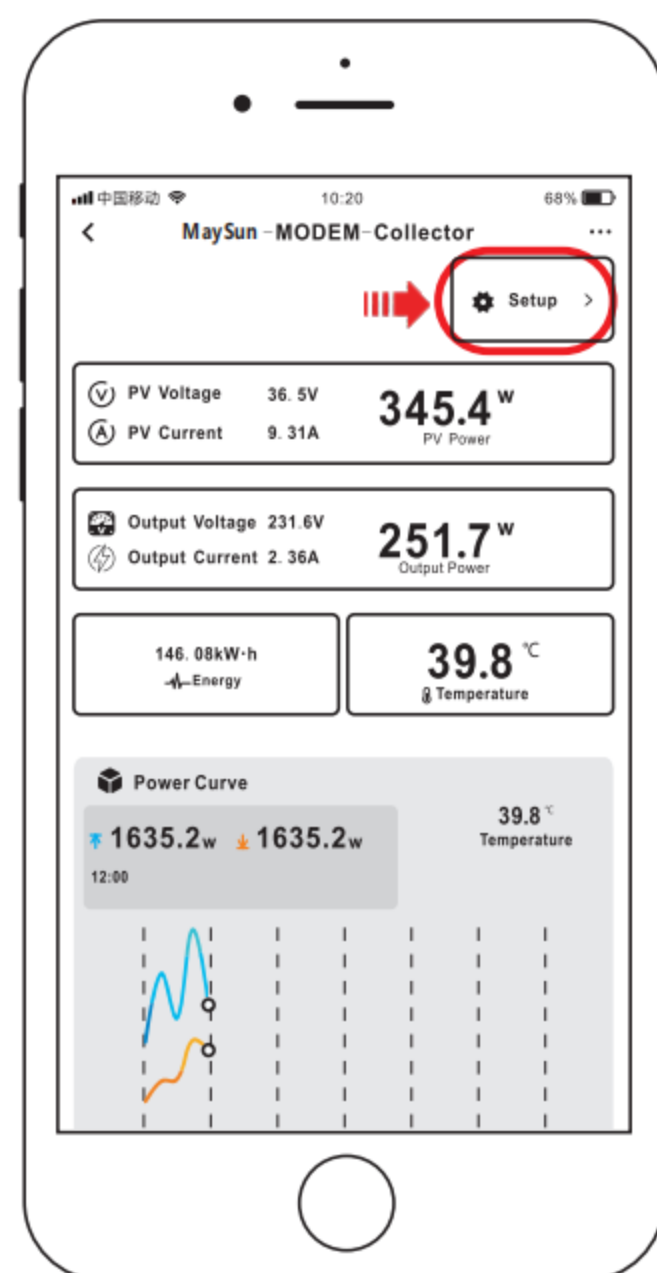 中国移动 10:20 68%
MaySun-MODEM-Collector ...
Setup >
PV Voltage 36. 5V
345.4 W
PV Current 9. 31A
PV Power
Output Voltage 231.6V
251.7 W
Output Current 2. 36A
Output Power
146. 08kW·h
Energy
39.8 ℃
Temperature
Power Curve
1635.2w 1635.2w
12:00
39.8 ℃
Temperature